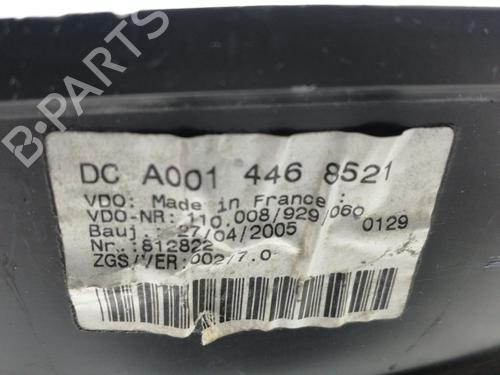 B-PARTS
DC A001 446 8521
VDO: Made in France :
VDO-NR: 110.008/929/060
Bauj.: 27/04/2005 0129
Nr.:812822
ZGS/VER:002/7.0